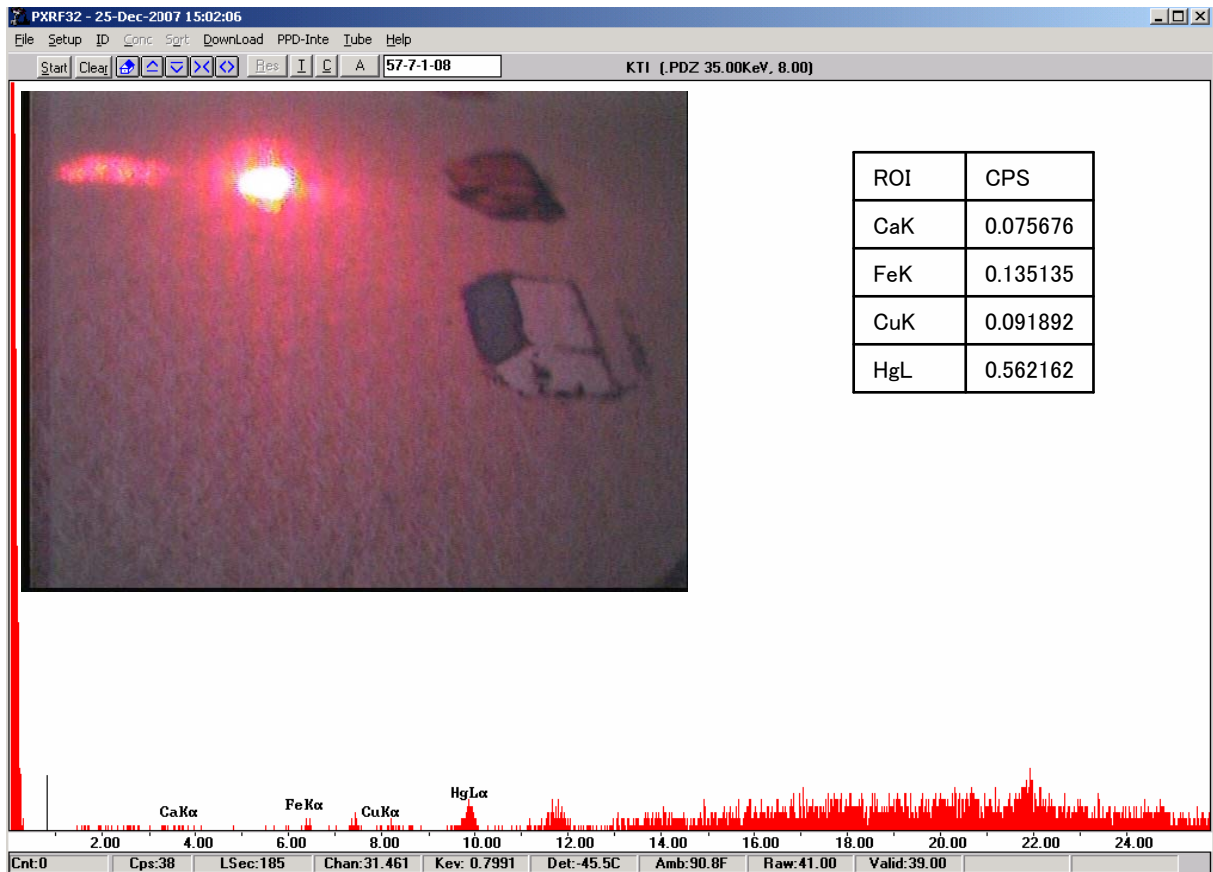 PXRF32 - 25-Dec-2007 15:02:06
File Setup ID Conc Sort DownLoad PPD-Inte Tube Help
Start Clear Res I C A 57-7-1-08 KTI (.PDZ 35.00KeV, 8.00)
ROI CPS
CaK 0.075676
FeK 0.135135
CuK 0.091892
HgL 0.562162
CaKα FeKα CuKα HgLα
2.00 4.00 6.00 8.00 10.00 12.00 14.00 16.00 18.00 20.00 22.00 24.00
Cnt:0 Cps:38 LSec:185 Chan:31.461 Kev: 0.7991 Det:-45.5C Amb:90.8F Raw:41.00 Valid:39.00